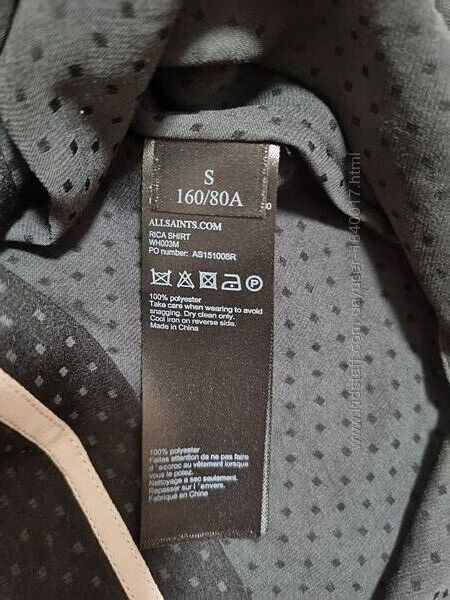 S
160/80A
ALLSAINTS.COM
RICA SHIRT
WH003M
PO number: AS151008R
P
100% polyester
Take care when wearing to avoid
snagging. Dry clean only.
Cool iron on reverse side.
Made in China
100% polyester
Faites attention de ne pas faire
d'accroc au vêtement lorsque
vous le portez.
Nettoyage a sec seulement.
Repasser sur l'envers.
Fabriqué en China